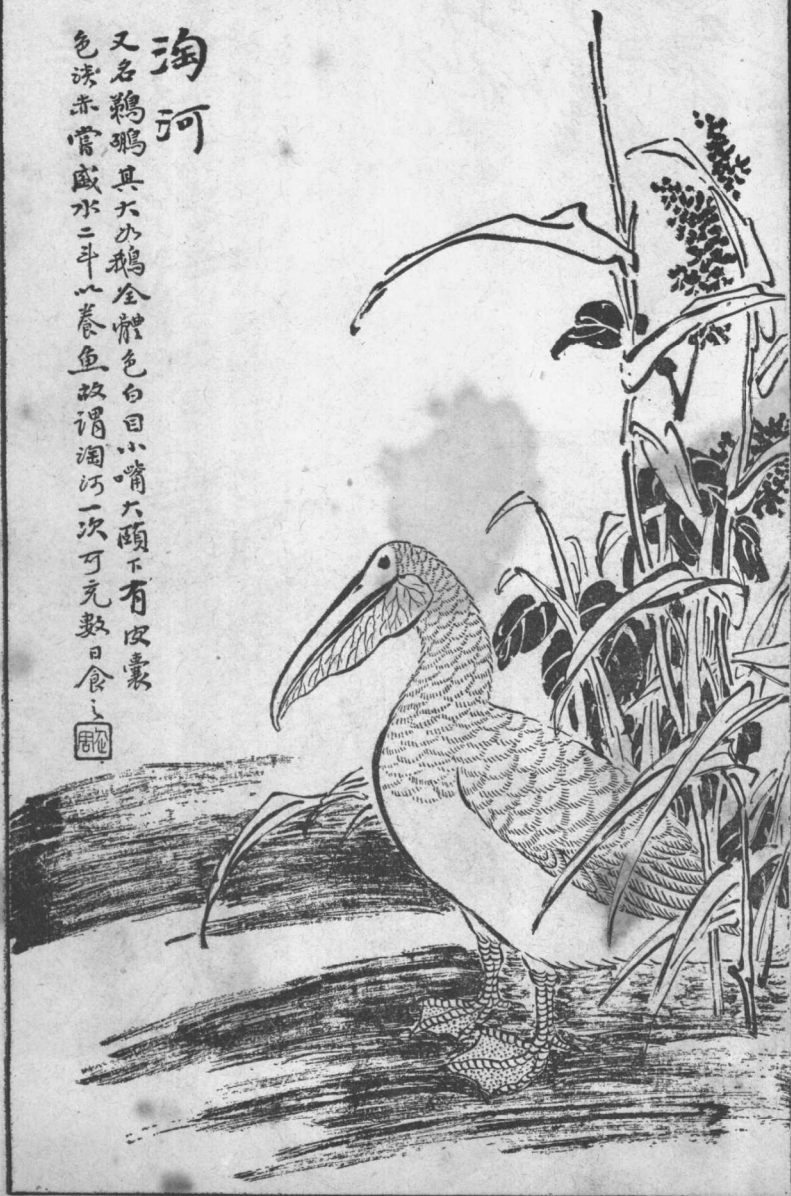 淘河
又名鵜鶘其大如鵝全體色白目小嘴大頤下有皮囊
色淡赤嘗盛水二斗以養魚故謂淘河一次可充數日食之